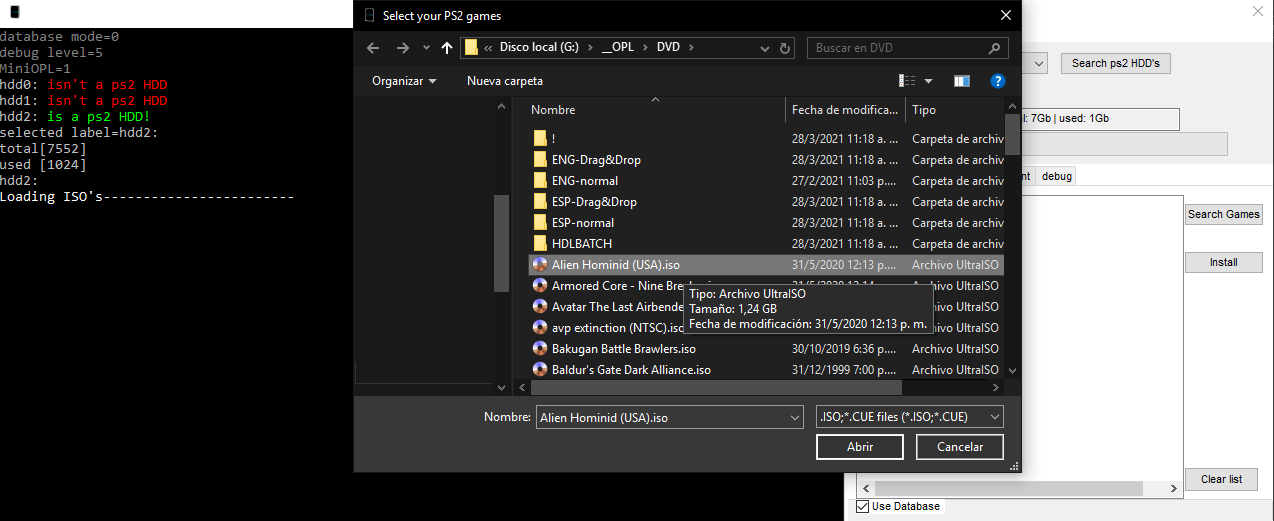 database mode=0
debug level=5
MiniOPL=1
hdd0: isn't a ps2 HDD
hdd1: isn't a ps2 HDD
hdd2: is a ps2 HDD!
selected label=hdd2:
total[7552]
used [1024]
hdd2:
Loading ISO's------------------------
Select your PS2 games
« Disco local (G:) > __OPL > DVD >
Buscar en DVD
Organizar
Nueva carpeta
Nombre Fecha de modifica... Tipo
! 28/3/2021 11:18 a. ... Carpeta de archiv
ENG-Drag&Drop 28/3/2021 11:18 a. ... Carpeta de archiv
ENG-normal 27/2/2021 11:03 p.... Carpeta de archiv
ESP-Drag&Drop 28/3/2021 11:18 a. ... Carpeta de archiv
ESP-normal 28/3/2021 11:18 a. ... Carpeta de archiv
HDLBATCH 28/3/2021 11:18 a. ... Carpeta de archiv
Alien Hominid (USA).iso 31/5/2020 12:13 p.... Archivo UltraISO
Armored Core - Nine Archivo UltraISO
Avatar The Last Airbende
avp extinction (NTSC).iso
Tipo: Archivo UltraISO
Tamaño: 1,24 GB
Fecha de modificación: 31/5/2020 12:13 p. m.
Bakugan Battle Brawlers.iso 30/10/2019 6:36 p.... Archivo UltraISO
Baldur's Gate Dark Alliance.iso 31/12/1999 7:00 p.... Archivo UltraISO
Nombre: Alien Hominid (USA).iso
.ISO;*.CUE files (*.ISO;*.CUE)
Abrir
Cancelar
Search ps2 HDD's
l: 7Gb | used: 1Gb
nt debug
Search Games
Install
Clear list
Use Database